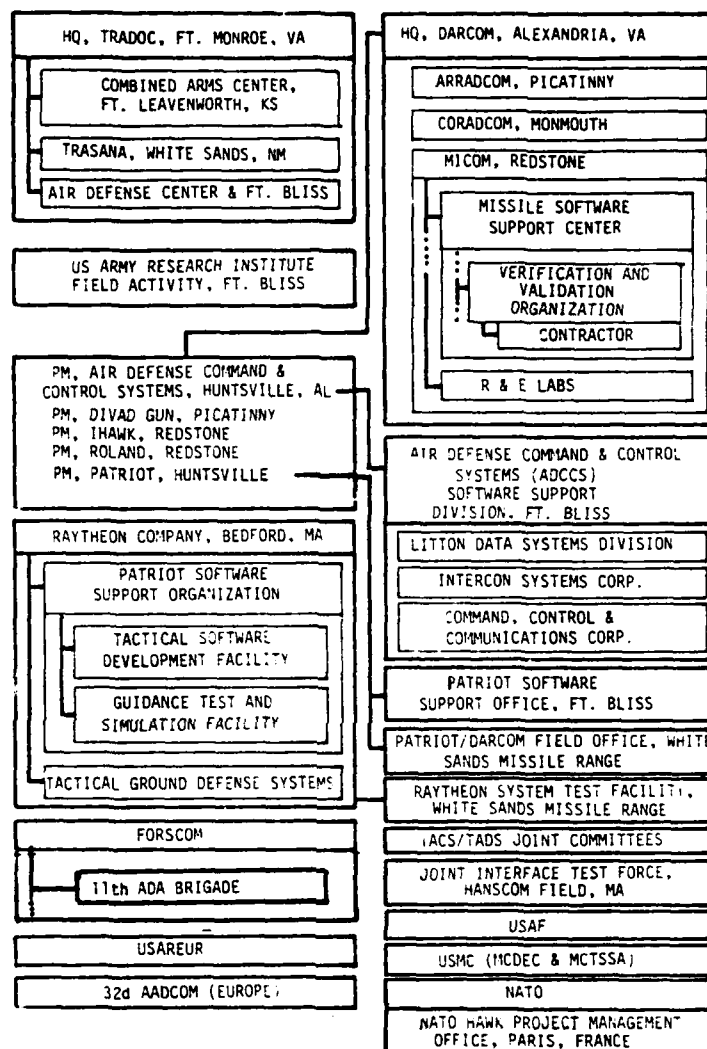 HQ, TRADOC, FT. MONROE, VA
COMBINED ARMS CENTER,
FT. LEAVENWORTH, KS
TRASANA, WHITE SANDS, NM
AIR DEFENSE CENTER & FT. BLISS
US ARMY RESEARCH INSTITUTE
FIELD ACTIVITY, FT. BLISS
PM, AIR DEFENSE COMMAND &
CONTROL SYSTEMS, HUNTSVILLE, AL
PM, DIVAD GUN, PICATINNY
PM, IHAWK, REDSTONE
PM, ROLAND, REDSTONE
PM, PATRIOT, HUNTSVILLE
RAYTHEON COMPANY, BEDFORD, MA
PATRIOT SOFTWARE
SUPPORT ORGANIZATION
TACTICAL SOFTWARE
DEVELOPMENT FACILITY
GUIDANCE TEST AND
SIMULATION FACILITY
TACTICAL GROUND DEFENSE SYSTEMS
FORSCOM
11th ADA BRIGADE
USAREUR
32d AADCOM (EUROPE)
HQ, DARCOM, ALEXANDRIA, VA
ARRADCOM, PICATINNY
CORADCOM, MONMOUTH
MICOM, REDSTONE
MISSILE SOFTWARE
SUPPORT CENTER
VERIFICATION AND
VALIDATION
ORGANIZATION
CONTRACTOR
R & E LABS
AIR DEFENSE COMMAND & CONTROL
SYSTEMS (ADCCS)
SOFTWARE SUPPORT
DIVISION, FT. BLISS
LITTON DATA SYSTEMS DIVISION
INTERCON SYSTEMS CORP.
COMMAND, CONTROL &
COMMUNICATIONS CORP.
PATRIOT SOFTWARE
SUPPORT OFFICE, FT. BLISS
PATRIOT/DARCOM FIELD OFFICE, WHITE
SANDS MISSILE RANGE
RAYTHEON SYSTEM TEST FACILITY,
WHITE SANDS MISSILE RANGE
TACS/TADS JOINT COMMITTEES
JOINT INTERFACE TEST FORCE,
HANSCOM FIELD, MA
USAF
USMC (MCDEC & MCTSSA)
NATO
NATO HAWK PROJECT MANAGEMENT
OFFICE, PARIS, FRANCE